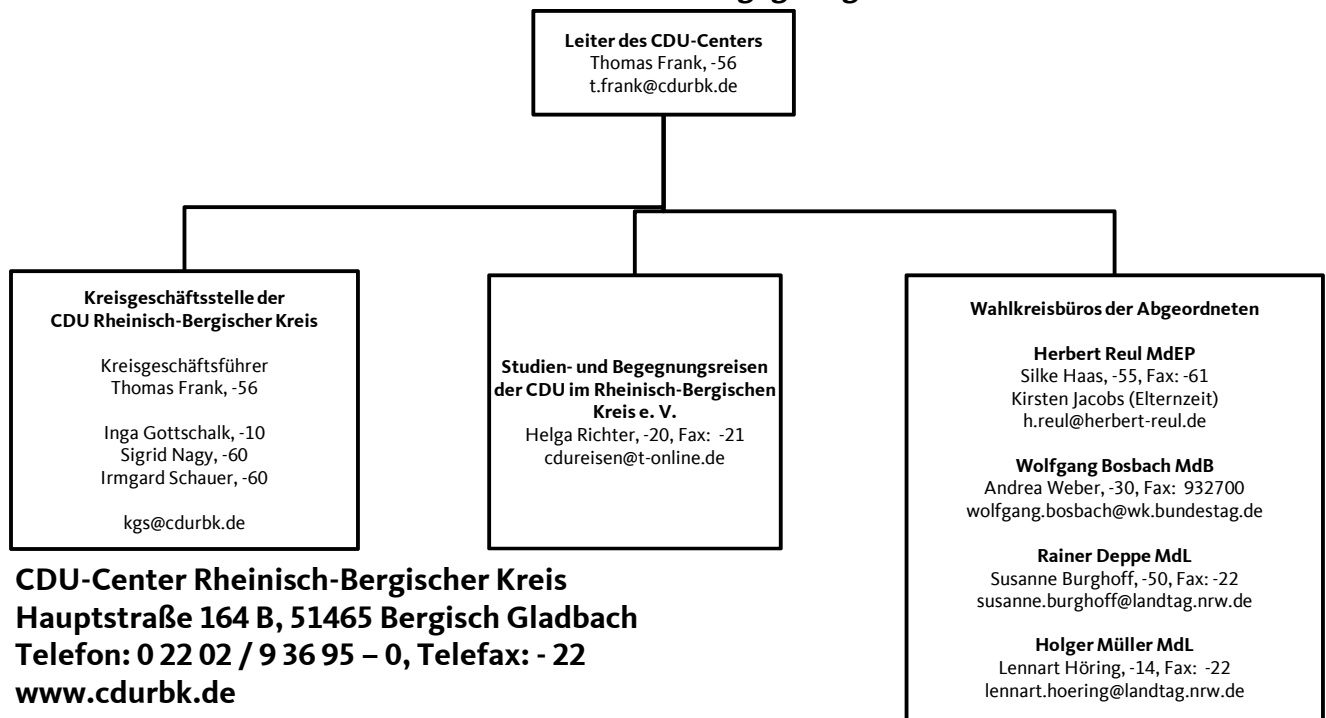 Leiter des CDU-Centers
Thomas Frank, -56
t.frank@cdurbk.de
Kreisgeschäftsstelle der
CDU Rheinisch-Bergischer Kreis
Kreisgeschäftsführer
Thomas Frank, -56
Inga Gottschalk, -10
Sigrid Nagy, -60
Irmgard Schauer, -60
kgs@cdurbk.de
Studien- und Begegnungsreisen
der CDU im Rheinisch-Bergischen
Kreis e. V.
Helga Richter, -20, Fax: -21
cdureisen@t-online.de
Wahlkreisbüros der Abgeordneten
Herbert Reul MdEP
Silke Haas, -55, Fax: -61
Kirsten Jacobs (Elternzeit)
h.reul@herbert-reul.de
Wolfgang Bosbach MdB
Andrea Weber, -30, Fax: 932700
wolfgang.bosbach@wk.bundestag.de
Rainer Deppe MdL
Susanne Burghoff, -50, Fax: -22
susanne.burghoff@landtag.nrw.de
Holger Müller MdL
Lennart Höring, -14, Fax: -22
lennart.hoering@landtag.nrw.de
CDU-Center Rheinisch-Bergischer Kreis
Hauptstraße 164 B, 51465 Bergisch Gladbach
Telefon: 0 22 02 / 9 36 95 – 0, Telefax: - 22
www.cdurbk.de